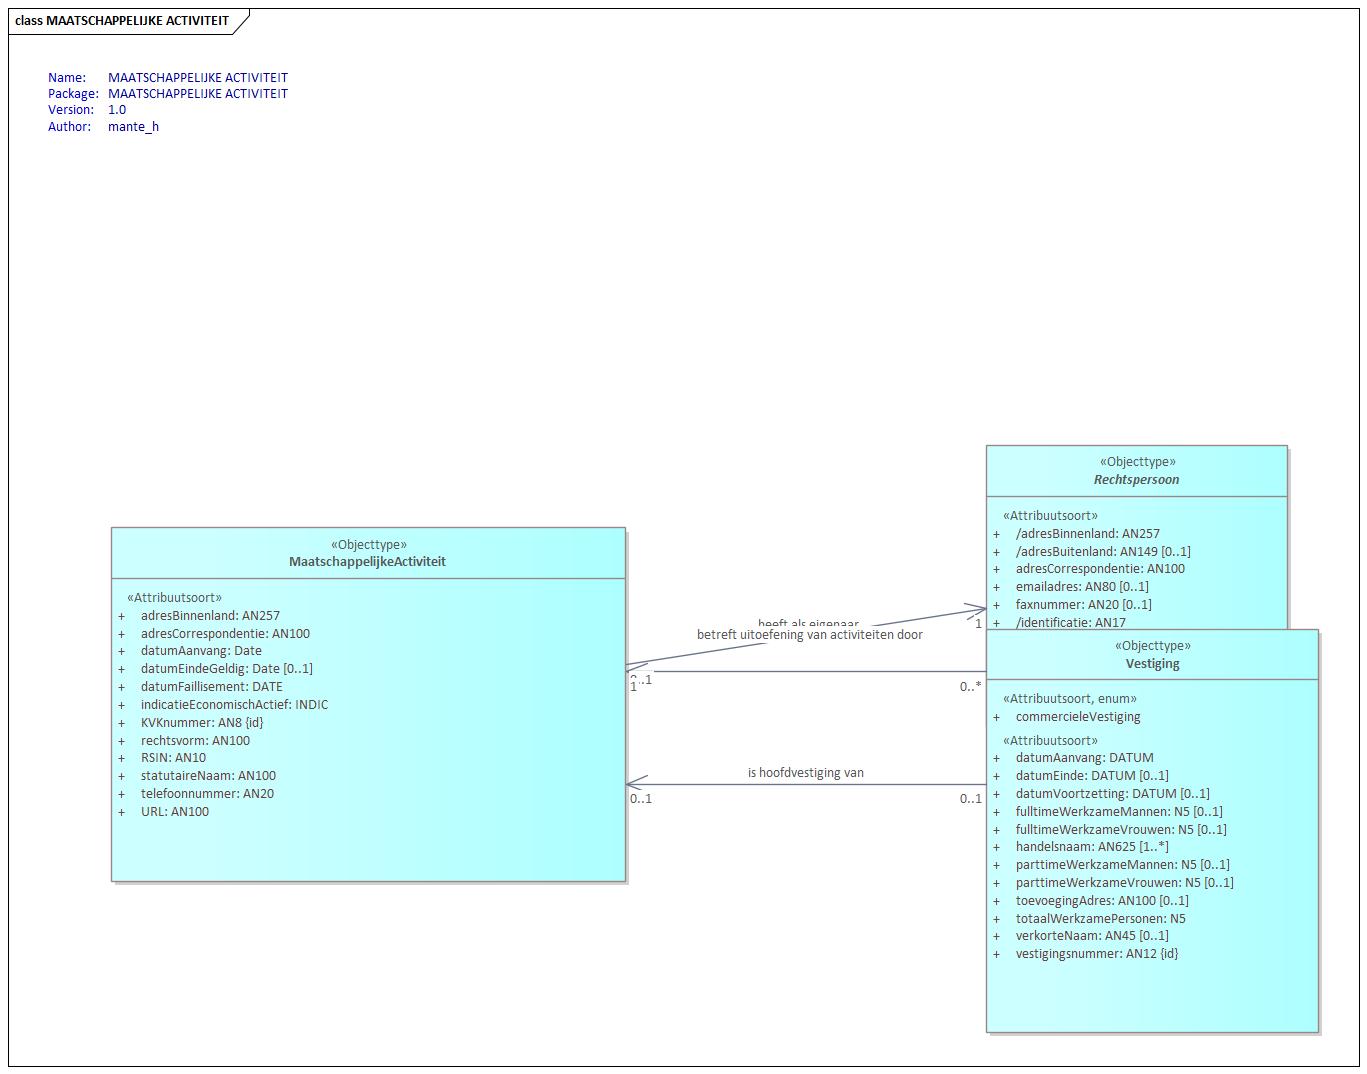 class MAATSCHAPPELIJKE ACTIVITEIT
Name: MAATSCHAPPELIJKE ACTIVITEIT
Package: MAATSCHAPPELIJKE ACTIVITEIT
Version: 1.0
Author: mante_h
«Objecttype»
MaatschappelijkeActiviteit
«Attribuutsoort»
+ adresBinnenland: AN257
+ adresCorrespondentie: AN100
+ datumAanvang: Date
+ datumEindeGeldig: Date [0..1]
+ datumFaillisement: DATE
+ indicatieEconomischActief: INDIC
+ KVKnummer: AN8 {id}
+ rechtsvorm: AN100
+ RSIN: AN10
+ statutaireNaam: AN100
+ telefoonnummer: AN20
+ URL: AN100
heeft als eigenaar
1
betreft uitoefening van activiteiten door
0..1
1
0..*
is hoofdvestiging van
0..1
0..1
«Objecttype»
Rechtspersoon
«Attribuutsoort»
+ /adresBinnenland: AN257
+ /adresBuitenland: AN149 [0..1]
+ adresCorrespondentie: AN100
+ emailadres: AN80 [0..1]
+ faxnummer: AN20 [0..1]
+ /identificatie: AN17
«Objecttype»
Vestiging
«Attribuutsoort, enum»
+ commercieleVestiging
«Attribuutsoort»
+ datumAanvang: DATUM
+ datumEinde: DATUM [0..1]
+ datumVoortzetting: DATUM [0..1]
+ fulltimeWerkzameMannen: N5 [0..1]
+ fulltimeWerkzameVrouwen: N5 [0..1]
+ handelsnaam: AN625 [1..*]
+ parttimeWerkzameMannen: N5 [0..1]
+ parttimeWerkzameVrouwen: N5 [0..1]
+ toevoegingAdres: AN100 [0..1]
+ totaalWerkzamePersonen: N5
+ verkorteNaam: AN45 [0..1]
+ vestigingsnummer: AN12 {id}